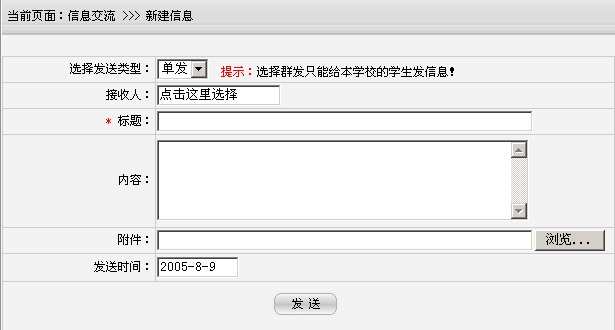 当前页面：信息交流 >>> 新建信息
选择发送类型： 单发 提示：选择群发只能给本学校的学生发信息!
接收人： 点击这里选择
* 标题：
内容：
附件： 浏览...
发送时间： 2005-8-9
发 送